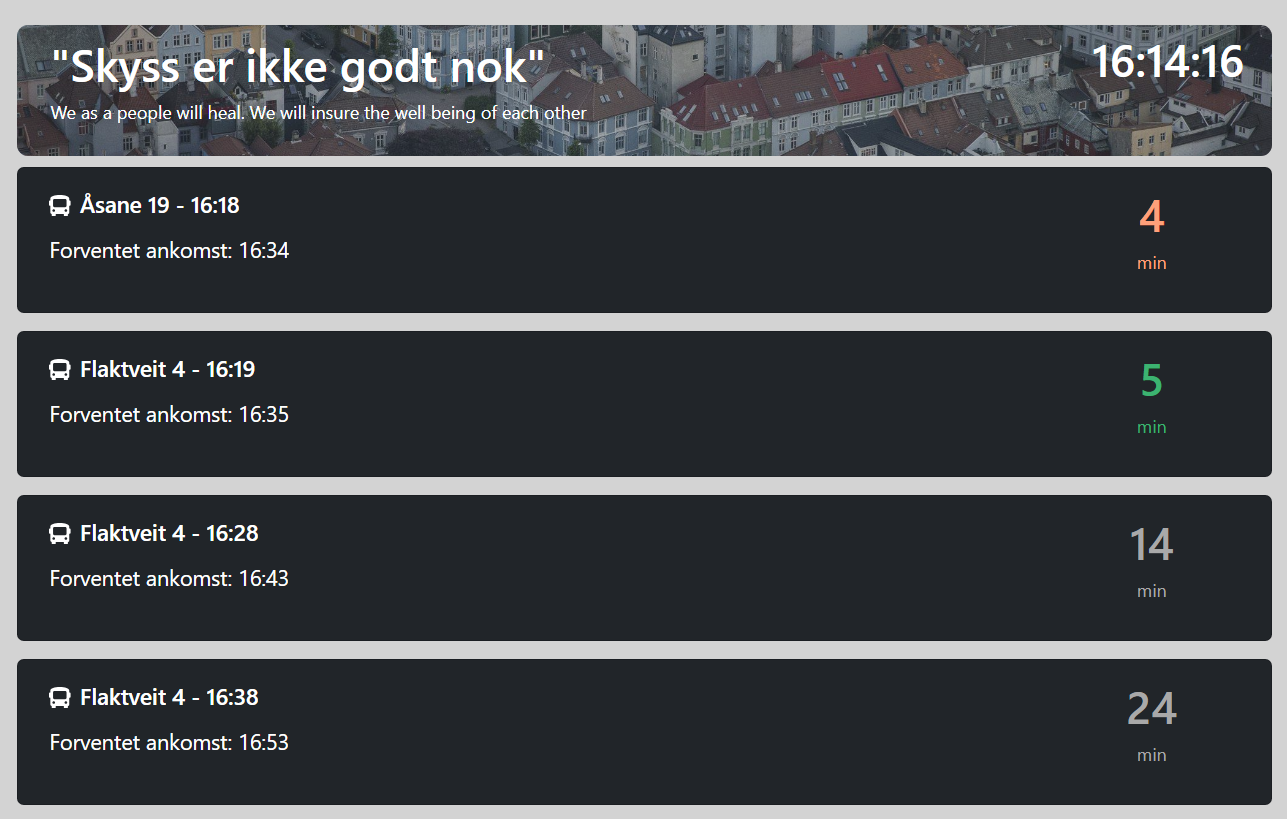 "Skyss er ikke godt nok"
16:14:16
We as a people will heal. We will insure the well being of each other
Åsane 19 - 16:18
4
Forventet ankomst: 16:34
min
Flaktveit 4 - 16:19
5
Forventet ankomst: 16:35
min
Flaktveit 4 - 16:28
14
Forventet ankomst: 16:43
min
Flaktveit 4 - 16:38
24
Forventet ankomst: 16:53
min